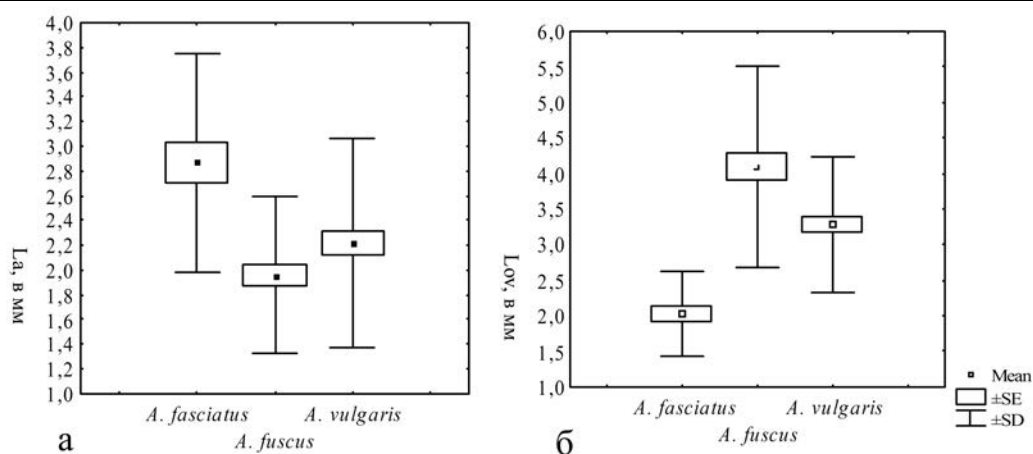 4,0
3,8
3,6
3,4
3,2
3,0
2,8
2,6
2,4
2,2
2,0
1,8
1,6
1,4
1,2
1,0
La, в мм
A. fasciatus A. vulgaris
A. fuscus
а
6,0
5,5
5,0
4,5
4,0
3,5
3,0
2,5
2,0
1,5
1,0
Lov, в мм
A. fasciatus A. vulgaris
A. fuscus
б
Mean
±SE
±SD